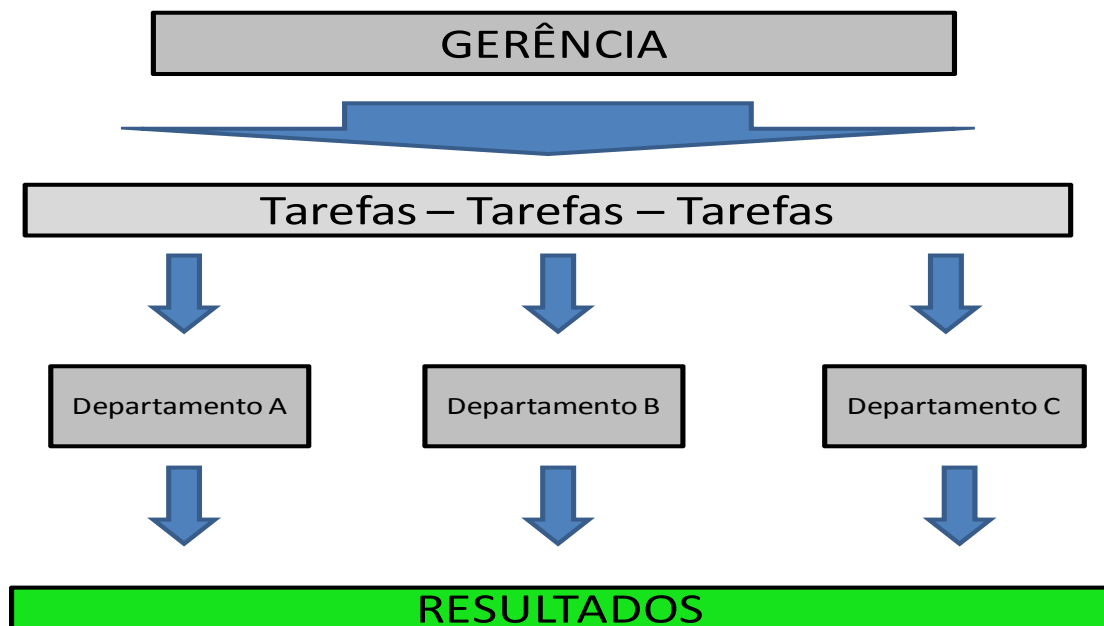 GERÊNCIA
Tarefas – Tarefas – Tarefas
Departamento A
Departamento B
Departamento C
RESULTADOS